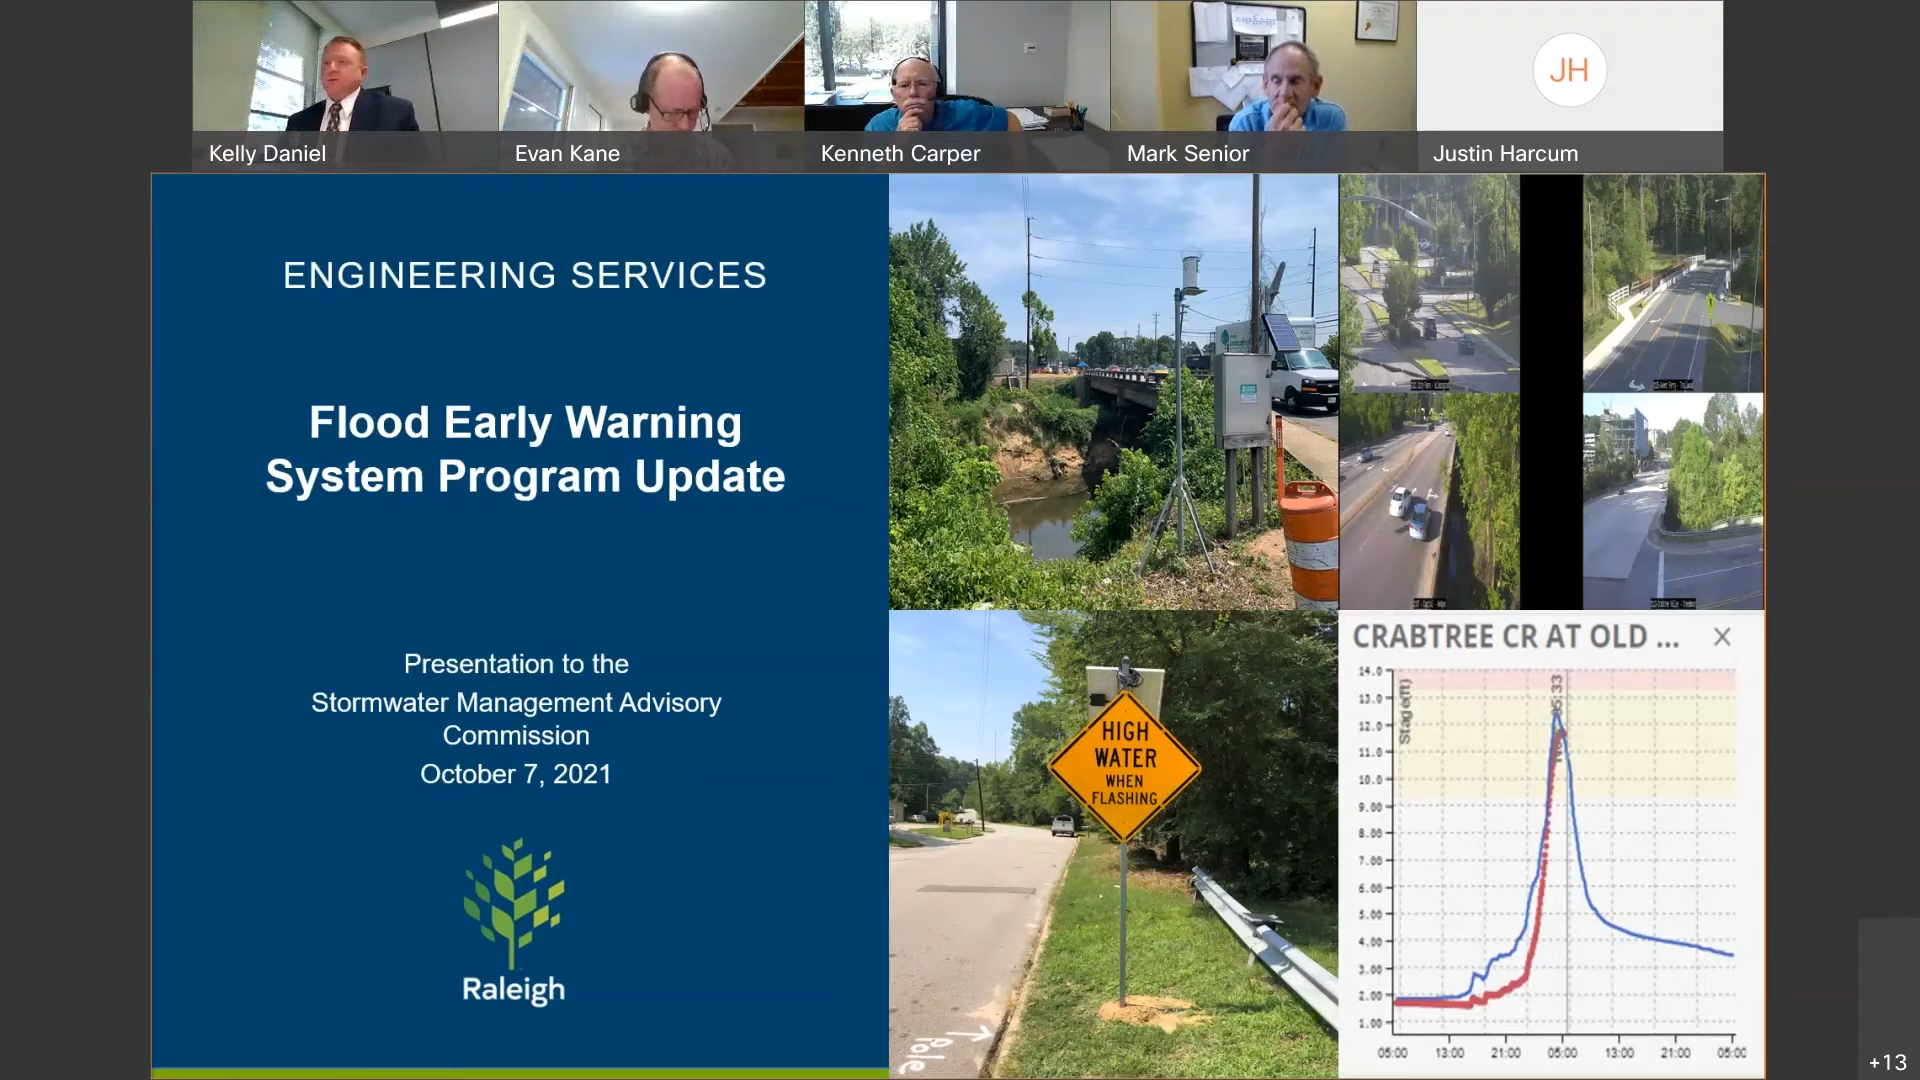 Kelly Daniel
Evan Kane
Kenneth Carper
Mark Senior
JH
Justin Harcum
ENGINEERING SERVICES
Flood Early Warning
System Program Update
Presentation to the
Stormwater Management Advisory
Commission
October 7, 2021
Raleigh
HIGH
WATER
WHEN
FLASHING
Pole
CRABTREE CR AT OLD ...
Stage(ft)
14.0
13.0
12.0
11.0
10.0
9.00
8.00
7.00
6.00
5.00
4.00
3.00
2.00
1.00
05:00 13:00 21:00 05:00 13:00 21:00 05:00
+13